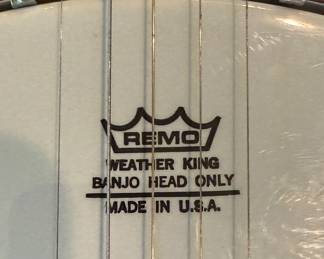 REMO
WEATHER KING
BANJO HEAD ONLY
MADE IN U.S.A.